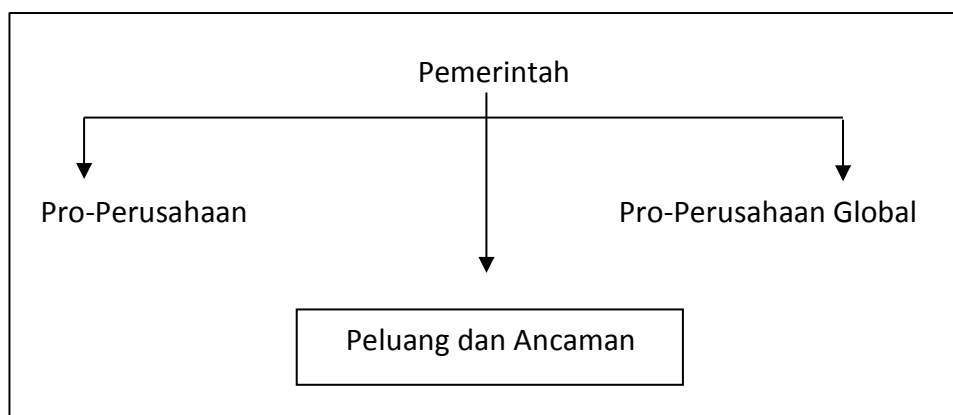 Pemerintah
Pro-Perusahaan
Pro-Perusahaan Global
Peluang dan Ancaman